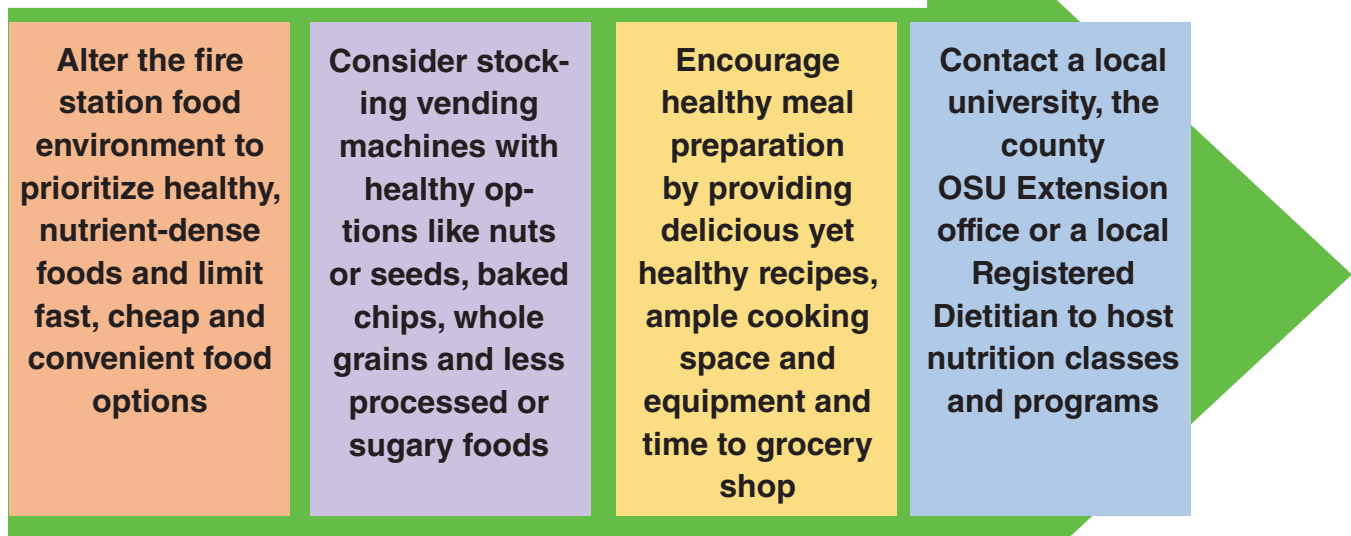 Alter the fire
station food
environment to
prioritize healthy,
nutrient-dense
foods and limit
fast, cheap and
convenient food
options
Consider stock-
ing vending
machines with
healthy op-
tions like nuts
or seeds, baked
chips, whole
grains and less
processed or
sugary foods
Encourage
healthy meal
preparation
by providing
delicious yet
healthy recipes,
ample cooking
space and
equipment and
time to grocery
shop
Contact a local
university, the
county
OSU Extension
office or a local
Registered
Dietitian to host
nutrition classes
and programs